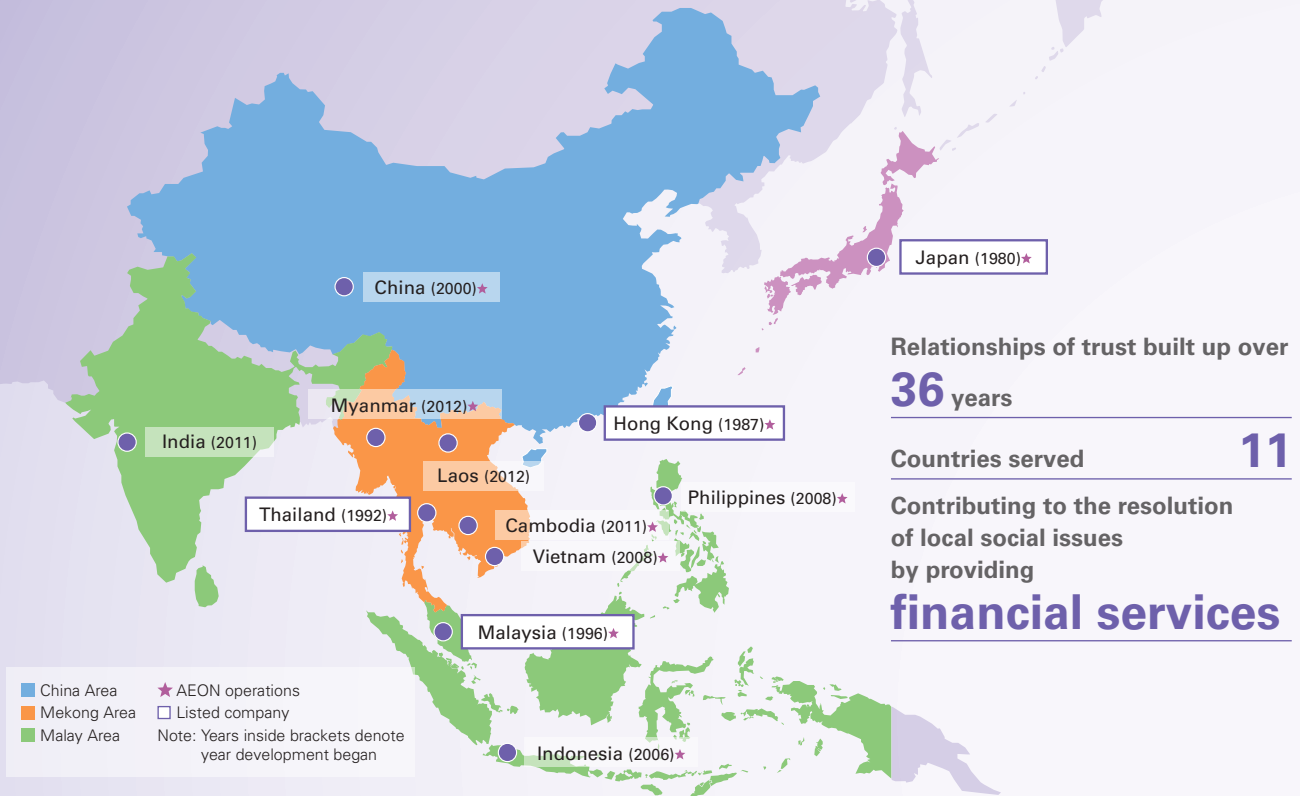 Japan (1980)★
China (2000)★
Relationships of trust built up over
36 years
Myanmar (2012)★
Hong Kong (1987)★
India (2011)
Countries served 11
Laos (2012)
Philippines (2008)★
Contributing to the resolution
of local social issues
by providing
financial services
Thailand (1992)★
Cambodia (2011)★
Vietnam (2008)★
Malaysia (1996)★
Indonesia (2006)★
China Area
Mekong Area
Malay Area
★ AEON operations
Listed company
Note: Years inside brackets denote
year development began